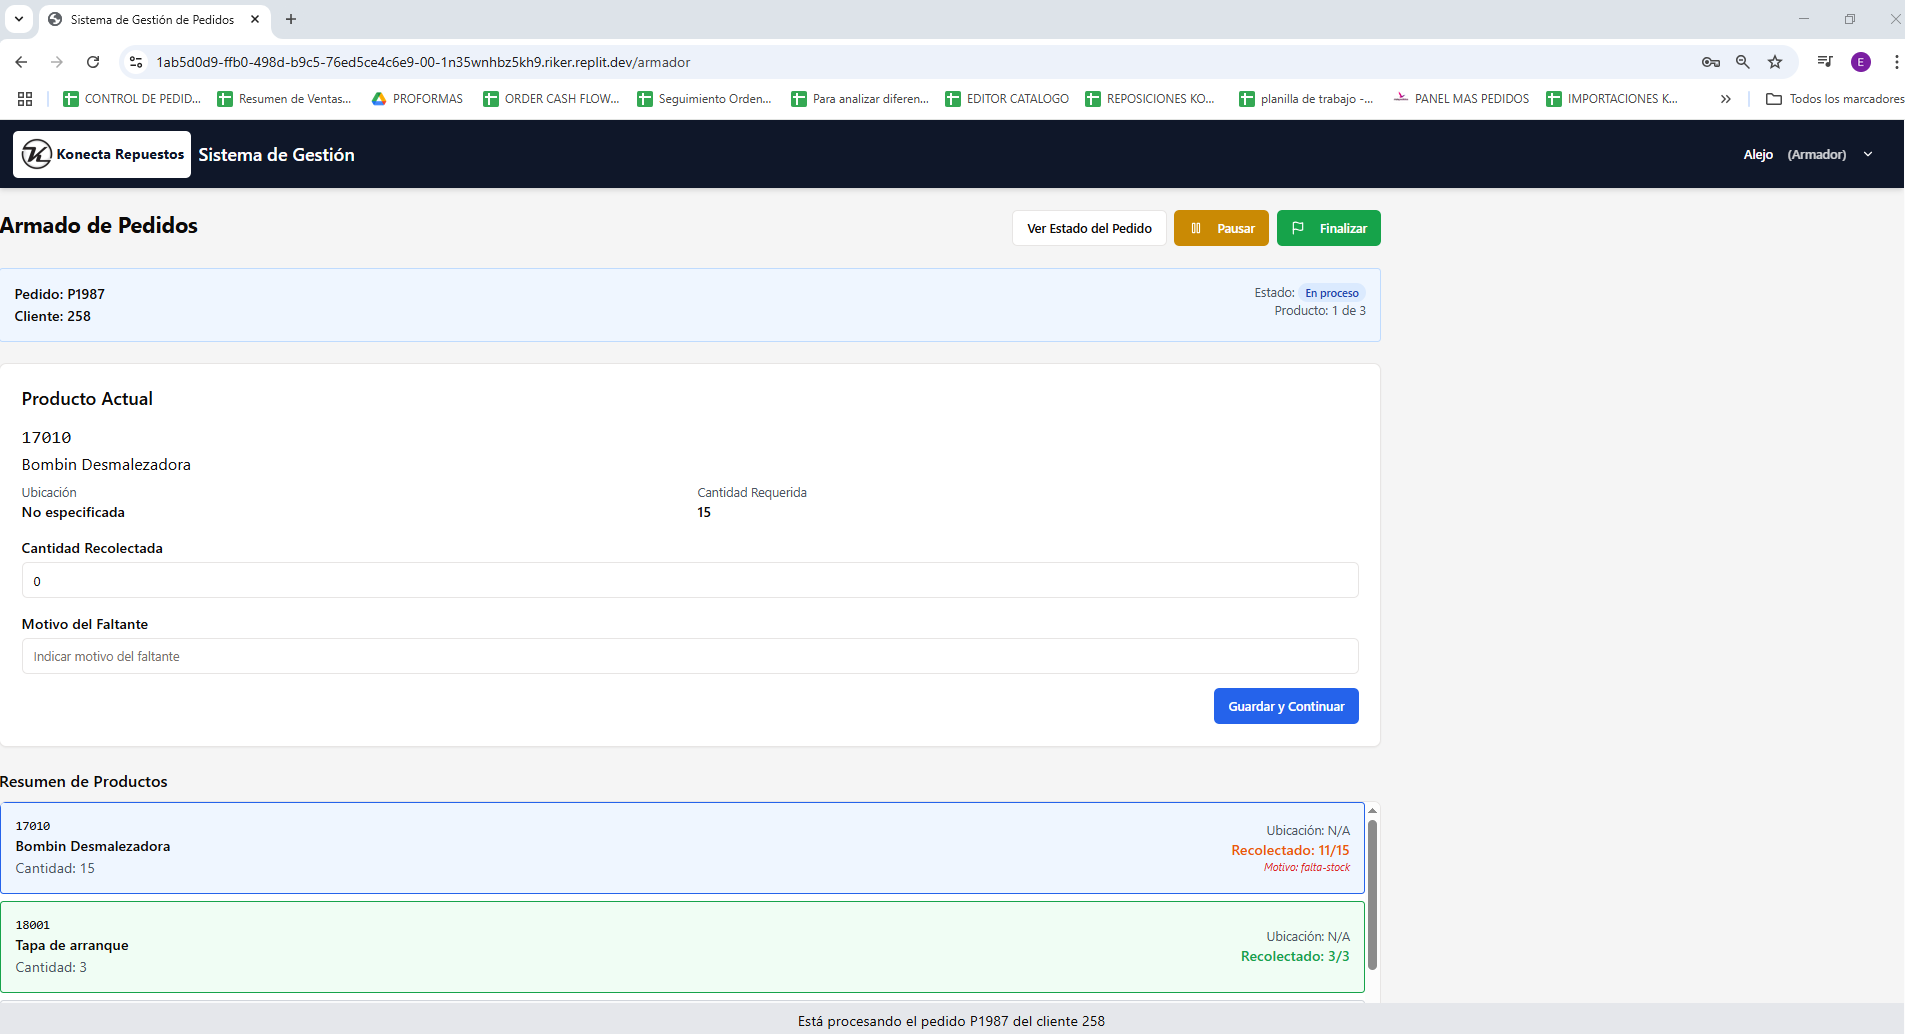 Sistema de Gestión de Pedidos
1ab5d0d9-ffb0-498d-b9c5-76ed5ce4c6e9-00-1n35wnhbz5kh9.riker.replit.dev/armador
E
CONTROL DE PEDID...
Resumen de Ventas...
PROFORMAS
ORDER CASH FLOW...
Seguimiento Orden...
Para analizar diferen...
EDITOR CATALOGO
REPOSICIONES KO...
planilla de trabajo -...
PANEL MAS PEDIDOS
IMPORTACIONES K...
Todos los marcadores
Konecta Repuestos
Sistema de Gestión
Alejo (Armador)
Armado de Pedidos
Ver Estado del Pedido
Pausar
Finalizar
Pedido: P1987
Cliente: 258
Estado: En proceso
Producto: 1 de 3
Producto Actual
17010
Bombin Desmalezadora
Ubicación
No especificada
Cantidad Requerida
15
Cantidad Recolectada
0
Motivo del Faltante
Indicar motivo del faltante
Guardar y Continuar
Resumen de Productos
17010
Bombin Desmalezadora
Cantidad: 15
Ubicación: N/A
Recolectado: 11/15
Motivo: falta-stock
18001
Tapa de arranque
Cantidad: 3
Ubicación: N/A
Recolectado: 3/3
Está procesando el pedido P1987 del cliente 258